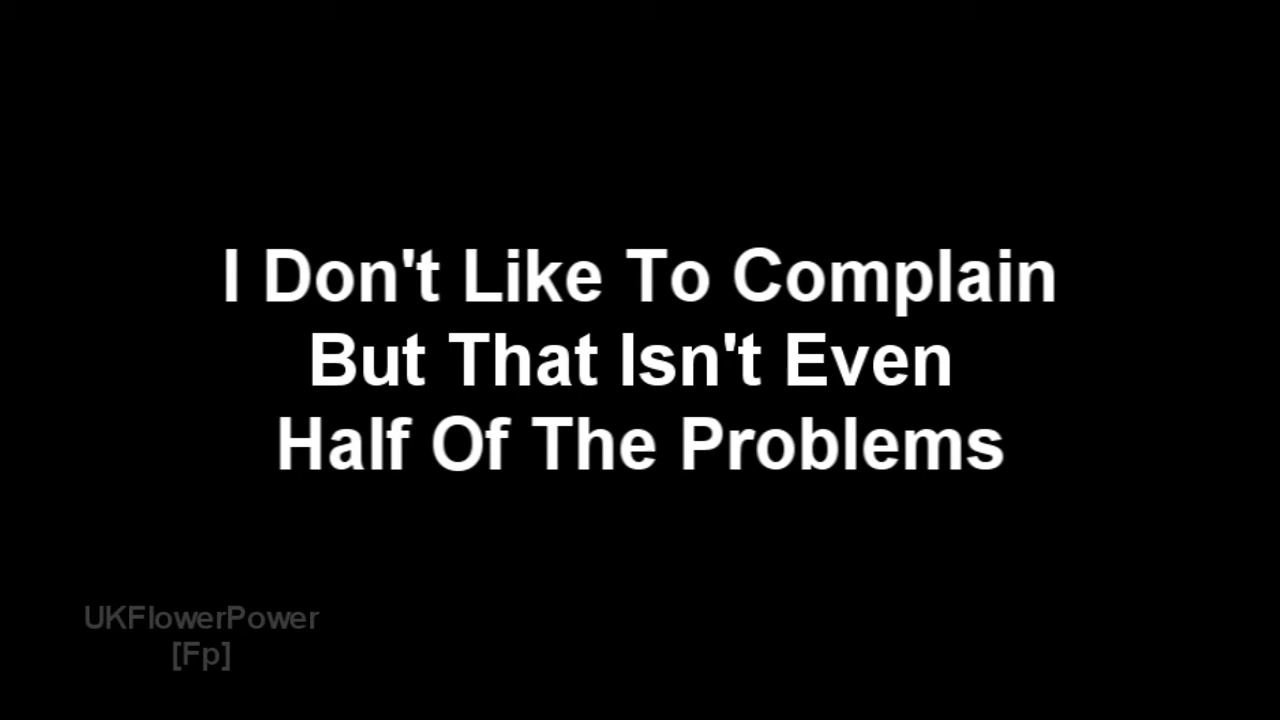 I Don't Like To Complain
But That Isn't Even
Half Of The Problems
UKFlowerPower
[Fp]